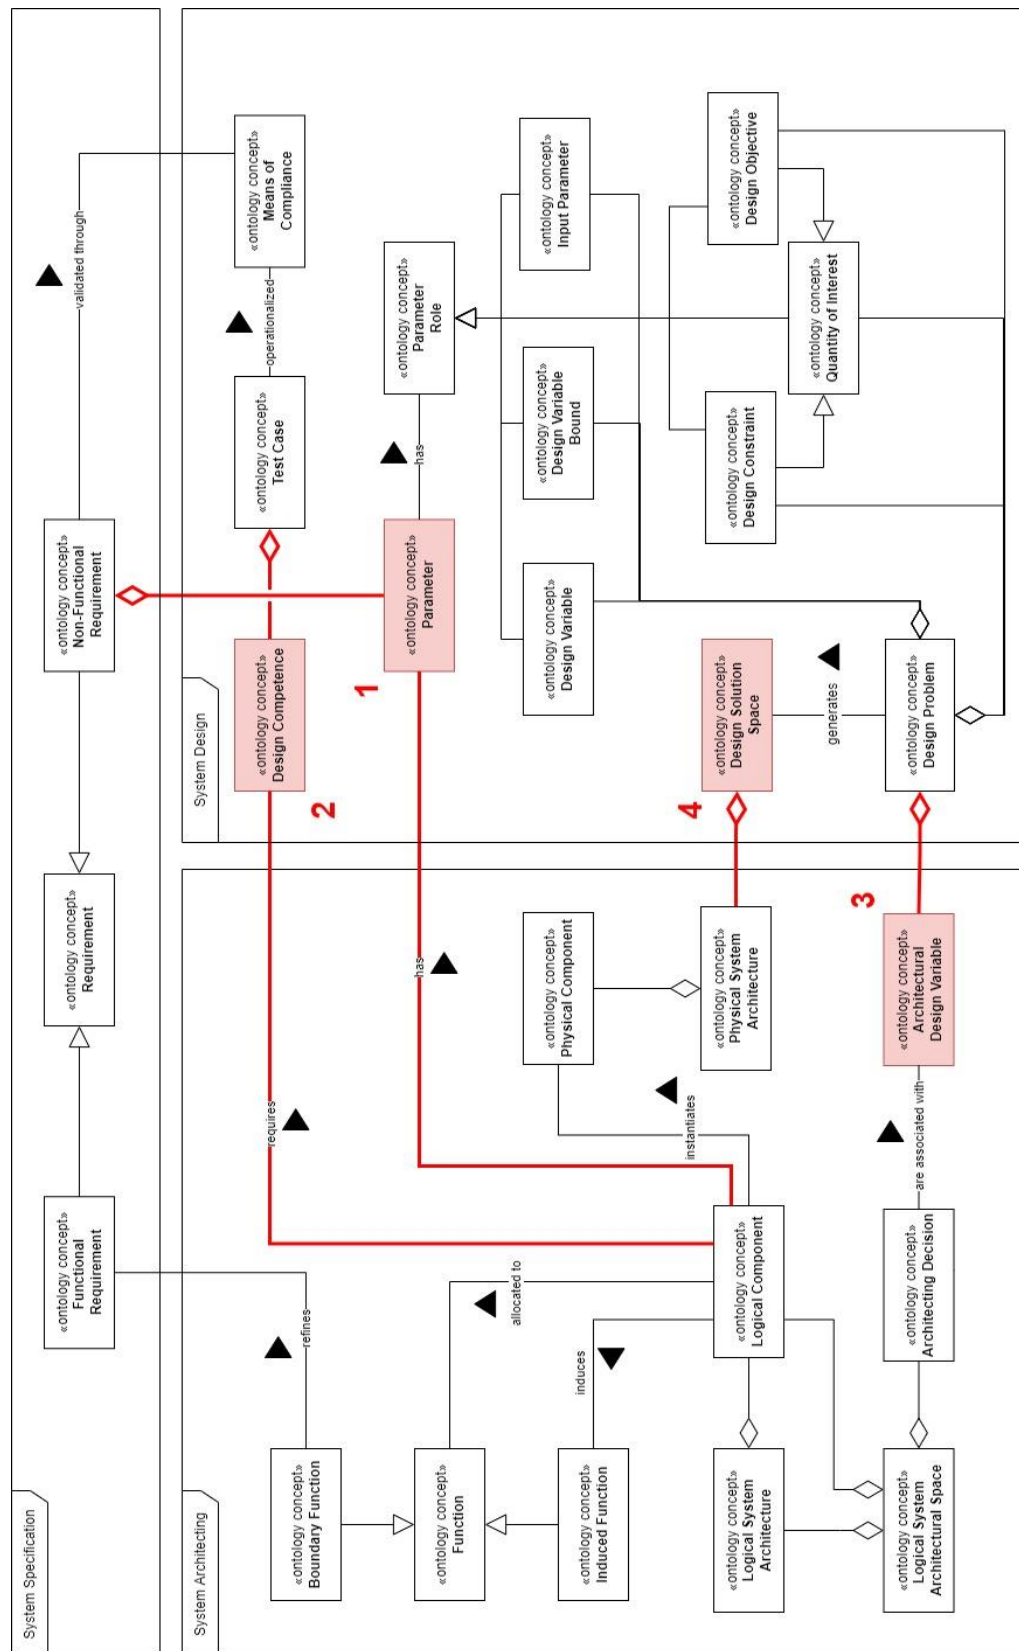 System Specification
«ontology concept»
Functional
Requirement
«ontology concept»
Requirement
«ontology concept»
Non-Functional
Requirement
validated through
System Architecting
refines
«ontology concept»
Boundary Function
«ontology concept»
Function
«ontology concept»
Induced Function
allocated to
induces
requires
has
instantiates
«ontology concept»
Logical Component
«ontology concept»
Physical Component
«ontology concept»
Physical System
Architecture
«ontology concept»
Logical System
Architecture
«ontology concept»
Logical System
Architectural Space
«ontology concept»
Architecting Decision
are associated with
«ontology concept»
Architectural
Design Variable
3
System Design
2
«ontology concept»
Design Competence
«ontology concept»
Test Case
operationalized
«ontology concept»
Means of
Compliance
1
«ontology concept»
Parameter
has
«ontology concept»
Parameter
Role
«ontology concept»
Design Variable
«ontology concept»
Design Variable
Bound
«ontology concept»
Input Parameter
4
«ontology concept»
Design Solution
Space
generates
«ontology concept»
Design Problem
«ontology concept»
Design Constraint
«ontology concept»
Quantity of Interest
«ontology concept»
Design Objective